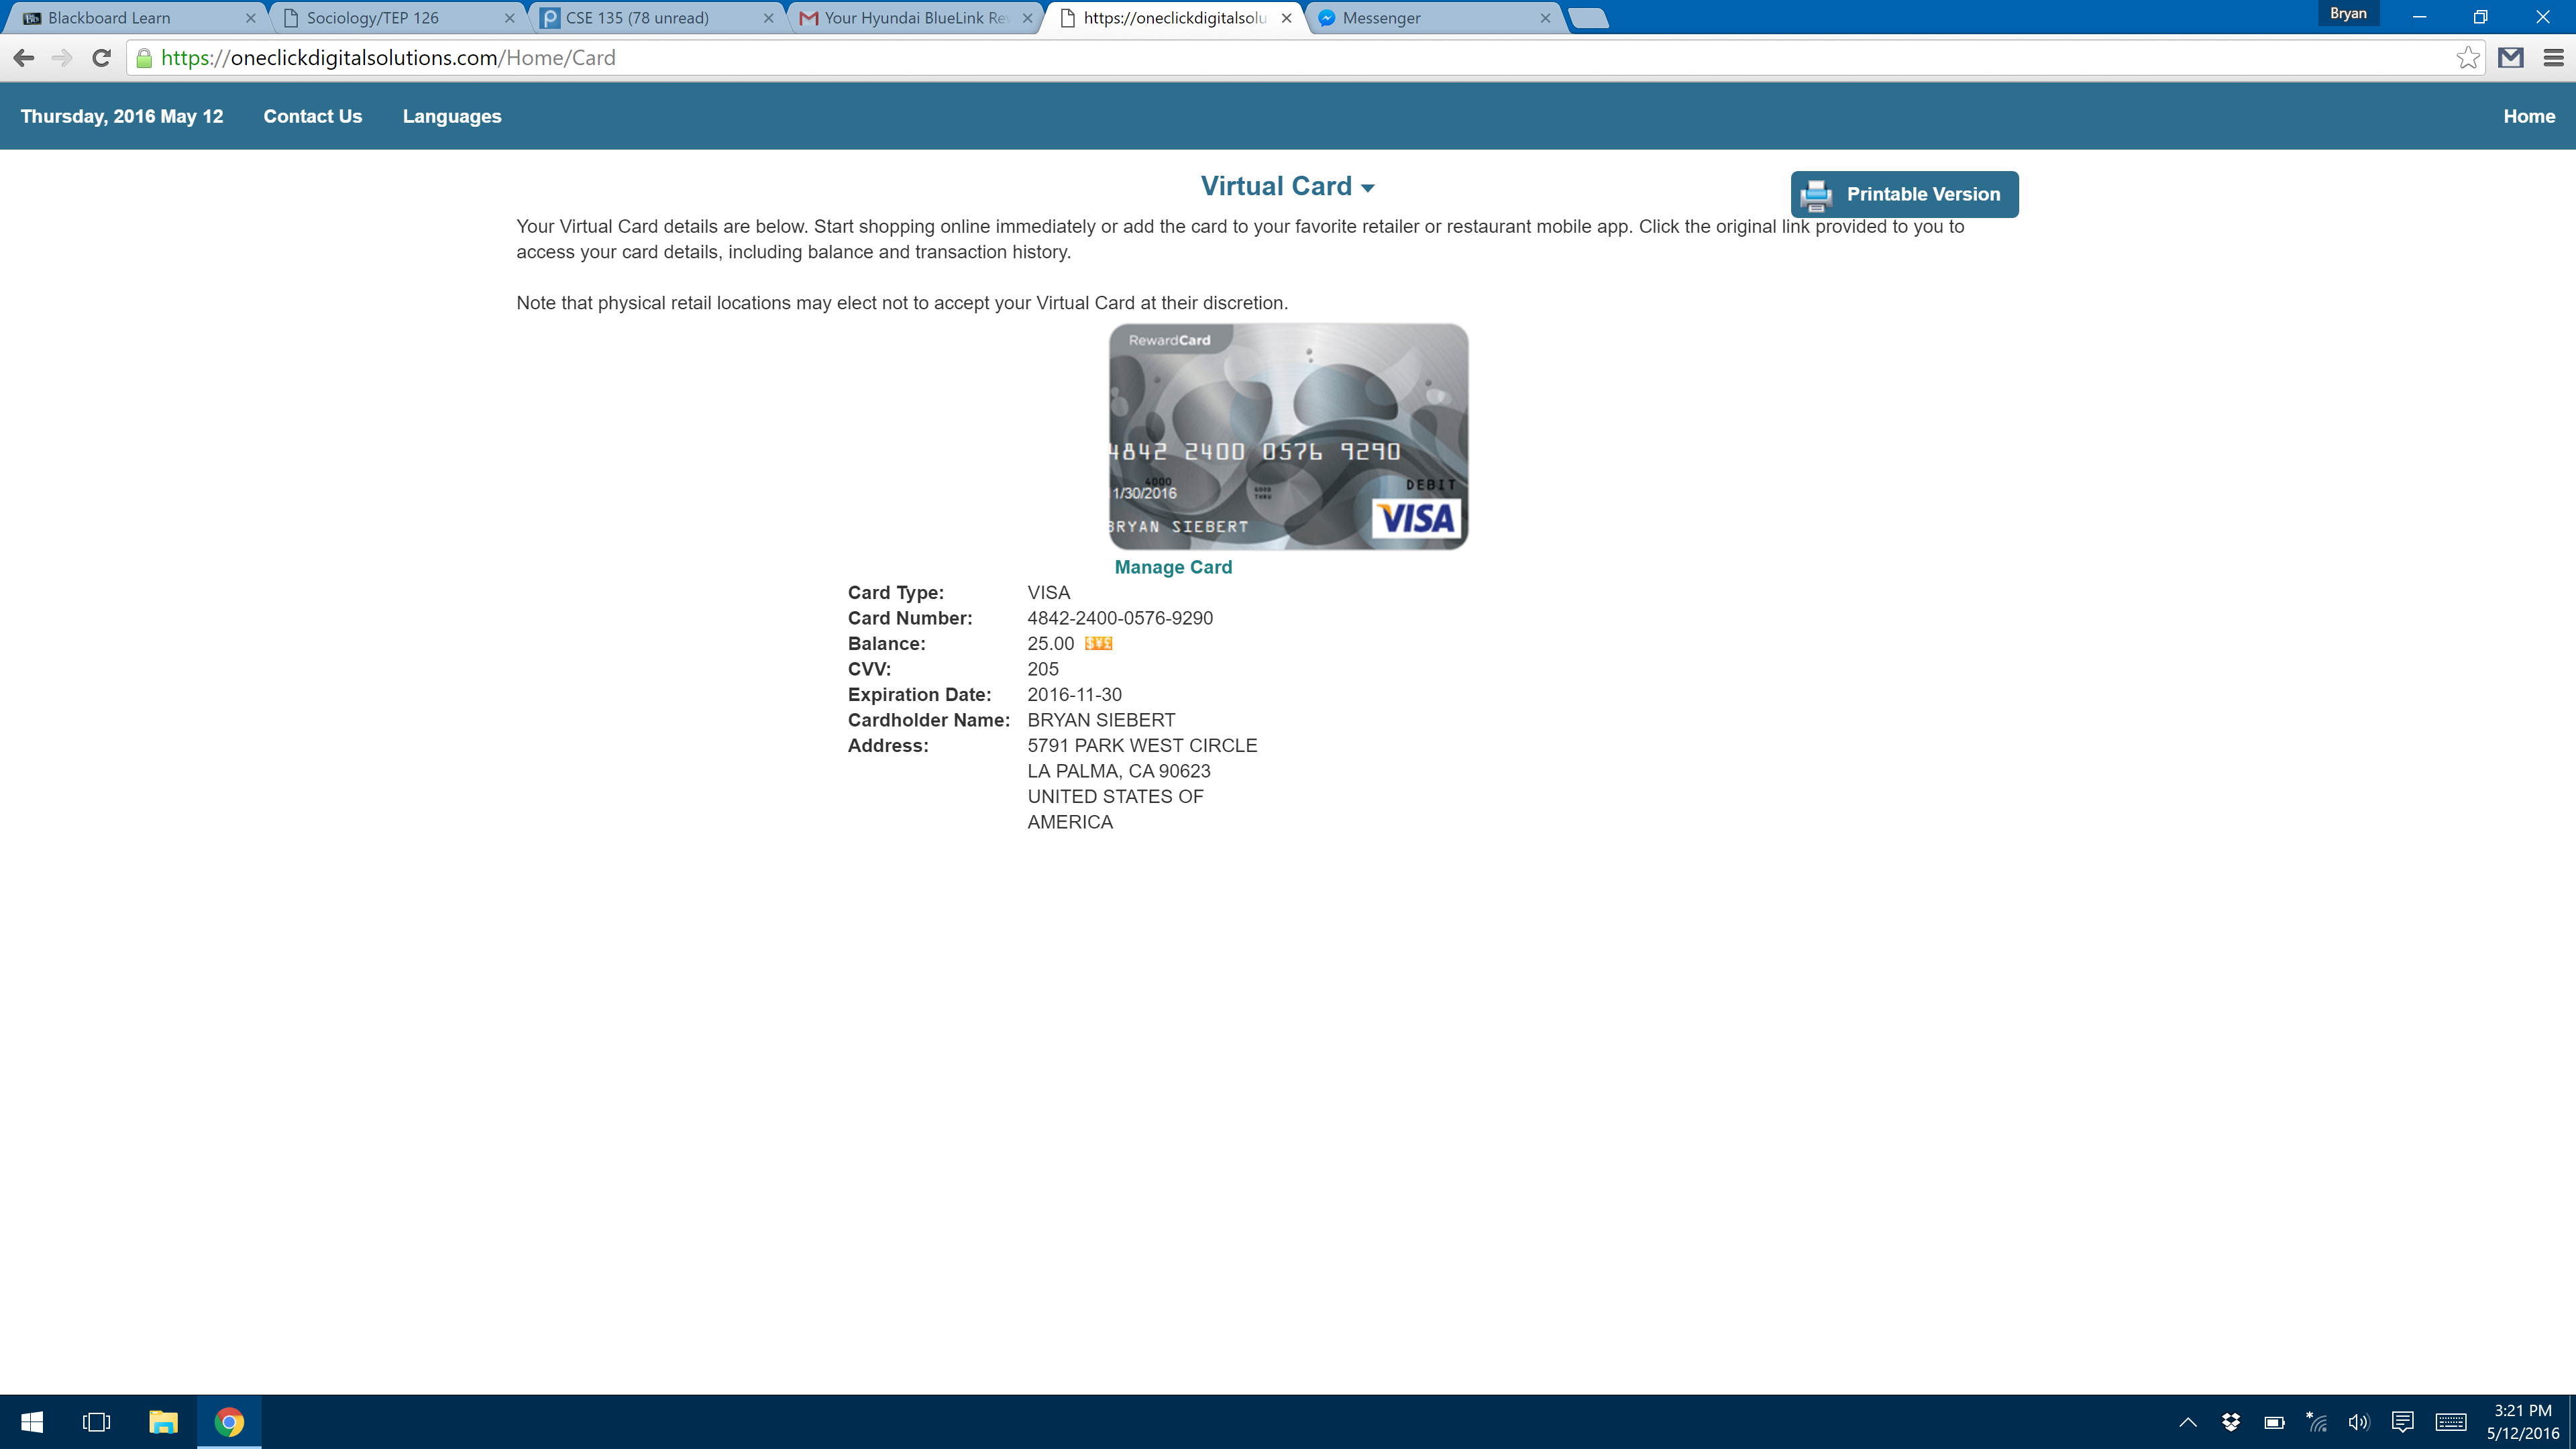 Blackboard Learn
Sociology/TEP 126
CSE 135 (78 unread)
Your Hyundai BlueLink Re
https://oneclickdigitalsolu
Messenger
Bryan
https://oneclickdigitalsolutions.com/Home/Card
Thursday, 2016 May 12 Contact Us Languages Home
Virtual Card
Printable Version
Your Virtual Card details are below. Start shopping online immediately or add the card to your favorite retailer or restaurant mobile app. Click the original link provided to you to
access your card details, including balance and transaction history.
Note that physical retail locations may elect not to accept your Virtual Card at their discretion.
RewardCard
4842 2400 0576 9290
4000
1/30/2016
GOOD
THRU
DEBIT
BRYAN SIEBERT
VISA
Manage Card
Card Type: VISA
Card Number: 4842-2400-0576-9290
Balance: 25.00 $¥£
CVV: 205
Expiration Date: 2016-11-30
Cardholder Name: BRYAN SIEBERT
Address: 5791 PARK WEST CIRCLE
LA PALMA, CA 90623
UNITED STATES OF
AMERICA
3:21 PM
5/12/2016